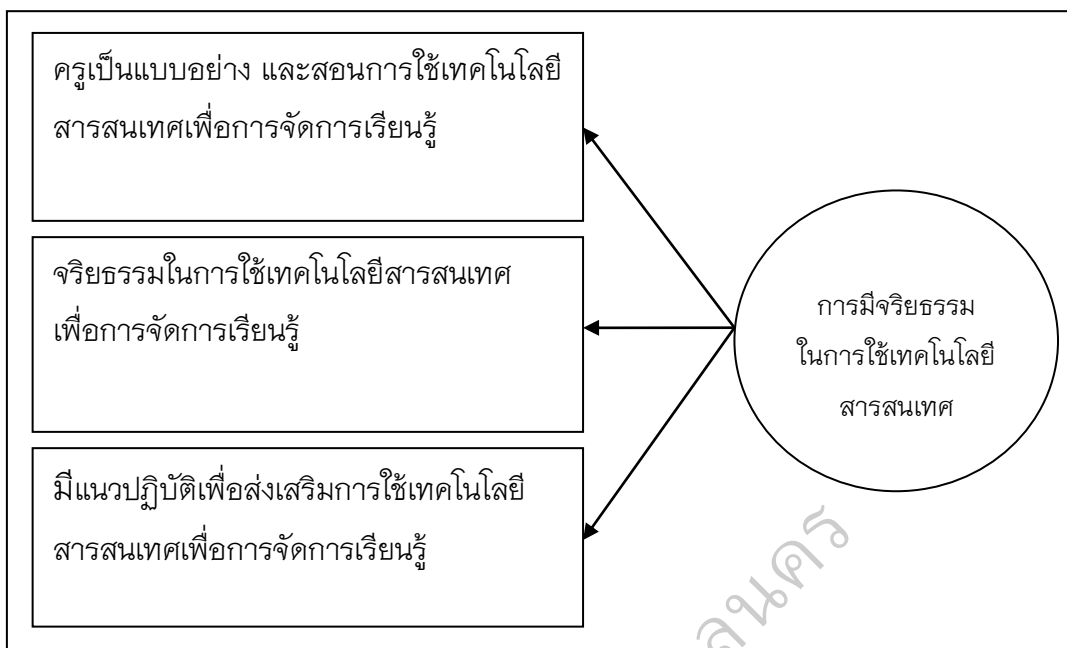 ครูเป็นแบบอย่าง และสอนการใช้เทคโนโลยี
สารสนเทศเพื่อการจัดการเรียนรู้
จริยธรรมในการใช้เทคโนโลยีสารสนเทศ
เพื่อการจัดการเรียนรู้
มีแนวปฏิบัติเพื่อส่งเสริมการใช้เทคโนโลยี
สารสนเทศเพื่อการจัดการเรียนรู้
การมีจริยธรรม
ในการใช้เทคโนโลยี
สารสนเทศ
ลนคร